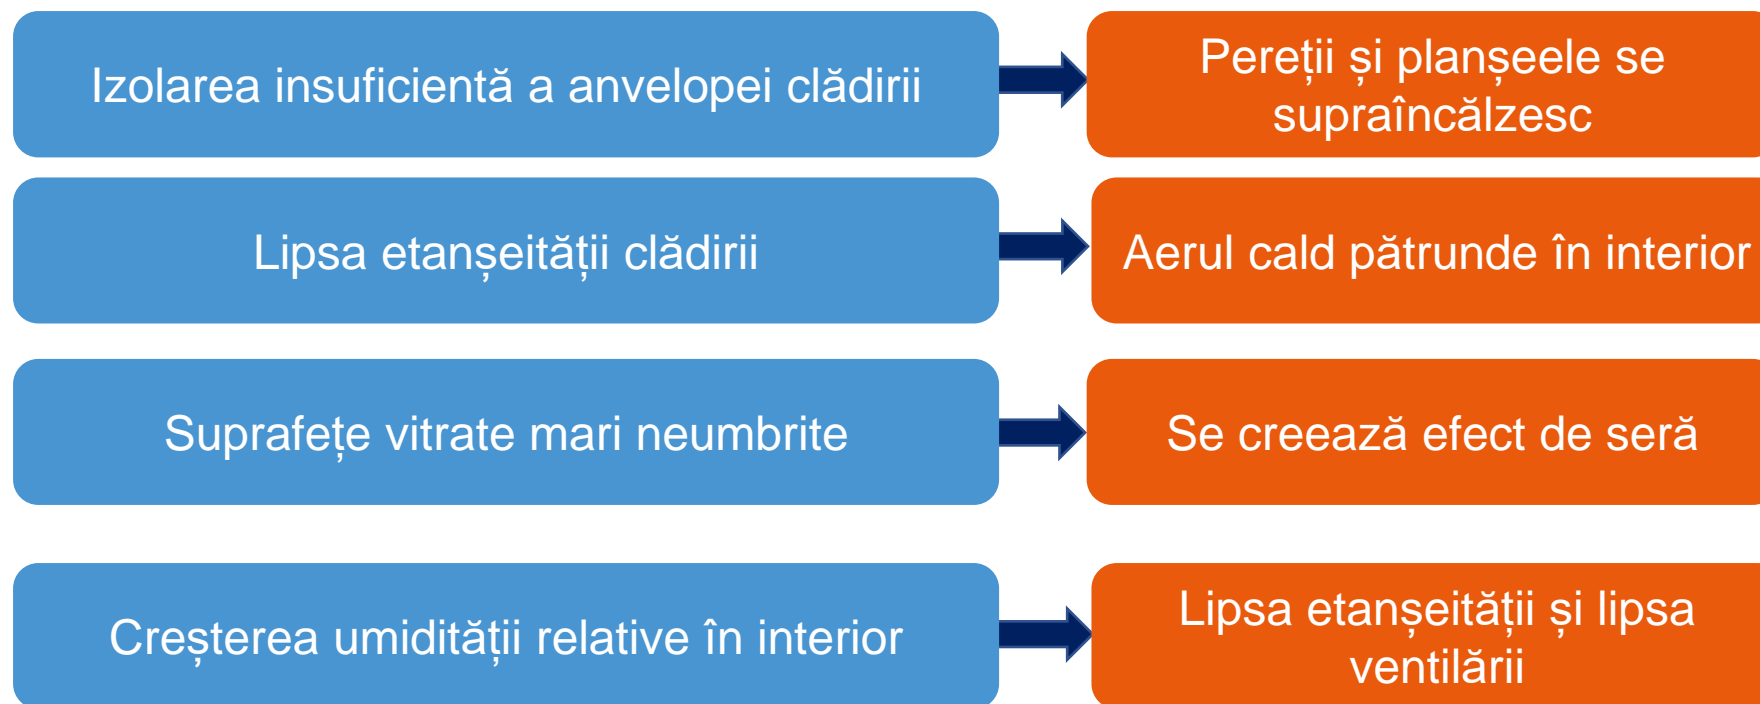 Izolarea insuficientă a anvelopei clădirii
Pereții și planșeele se
supraîncălzesc
Lipsa etanșeității clădirii
Aerul cald pătrunde în interior
Suprafețe vitrate mari neumbrite
Se creează efect de seră
Creșterea umidității relative în interior
Lipsa etanșeității și lipsa
ventilării